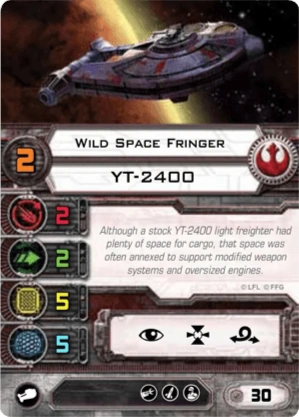 WILD SPACE FRINGER
2
YT-2400
2
2
5
5
Although a stock YT-2400 light freighter had
plenty of space for cargo, that space was
often annexed to support modified weapon
systems and oversized engines.
© LFL © FFG
30